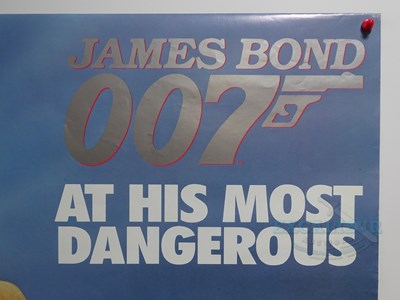 JAMES BOND
007
AT HIS MOST
DANGEROUS